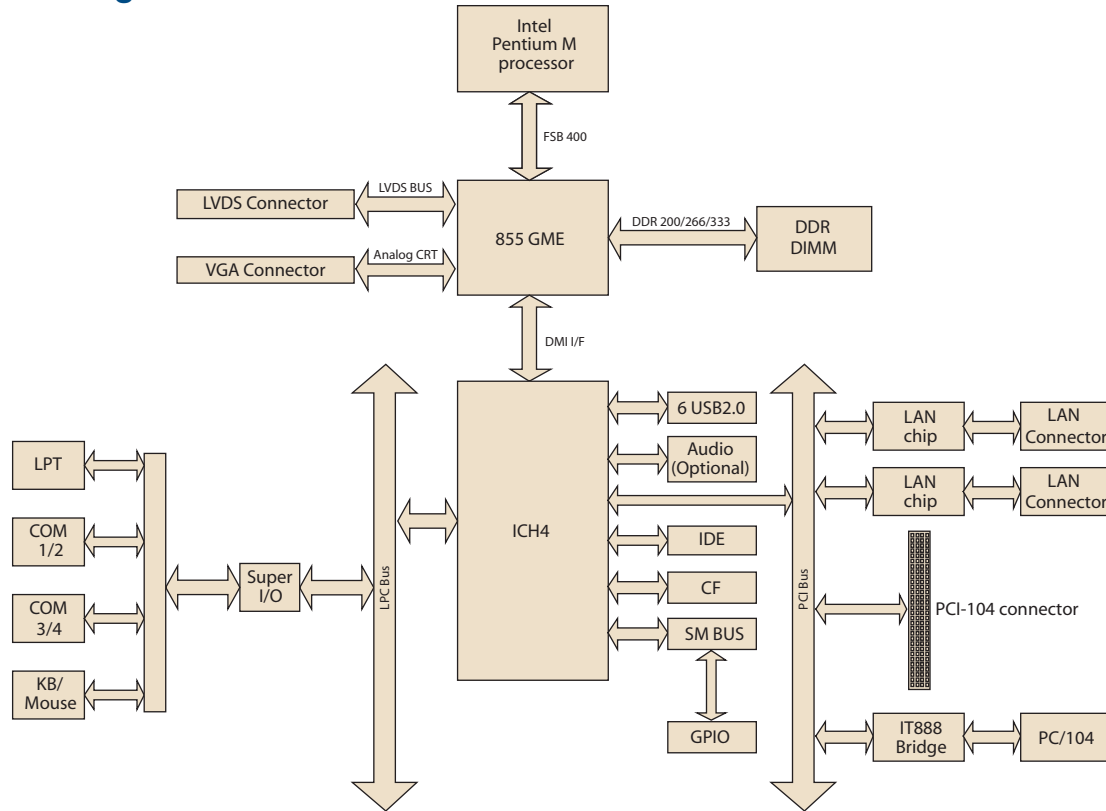 Intel
Pentium M
processor
FSB 400
LVDS Connector
LVDS BUS
VGA Connector
Analog CRT
855 GME
DDR 200/266/333
DDR
DIMM
DMI I/F
ICH4
6 USB2.0
Audio
(Optional)
IDE
CF
SM BUS
GPIO
LPT
COM
1/2
COM
3/4
KB/
Mouse
Super
I/O
LPC Bus
PCI Bus
LAN
chip
LAN
Connector
LAN
chip
LAN
Connector
PCI-104 connector
IT888
Bridge
PC/104